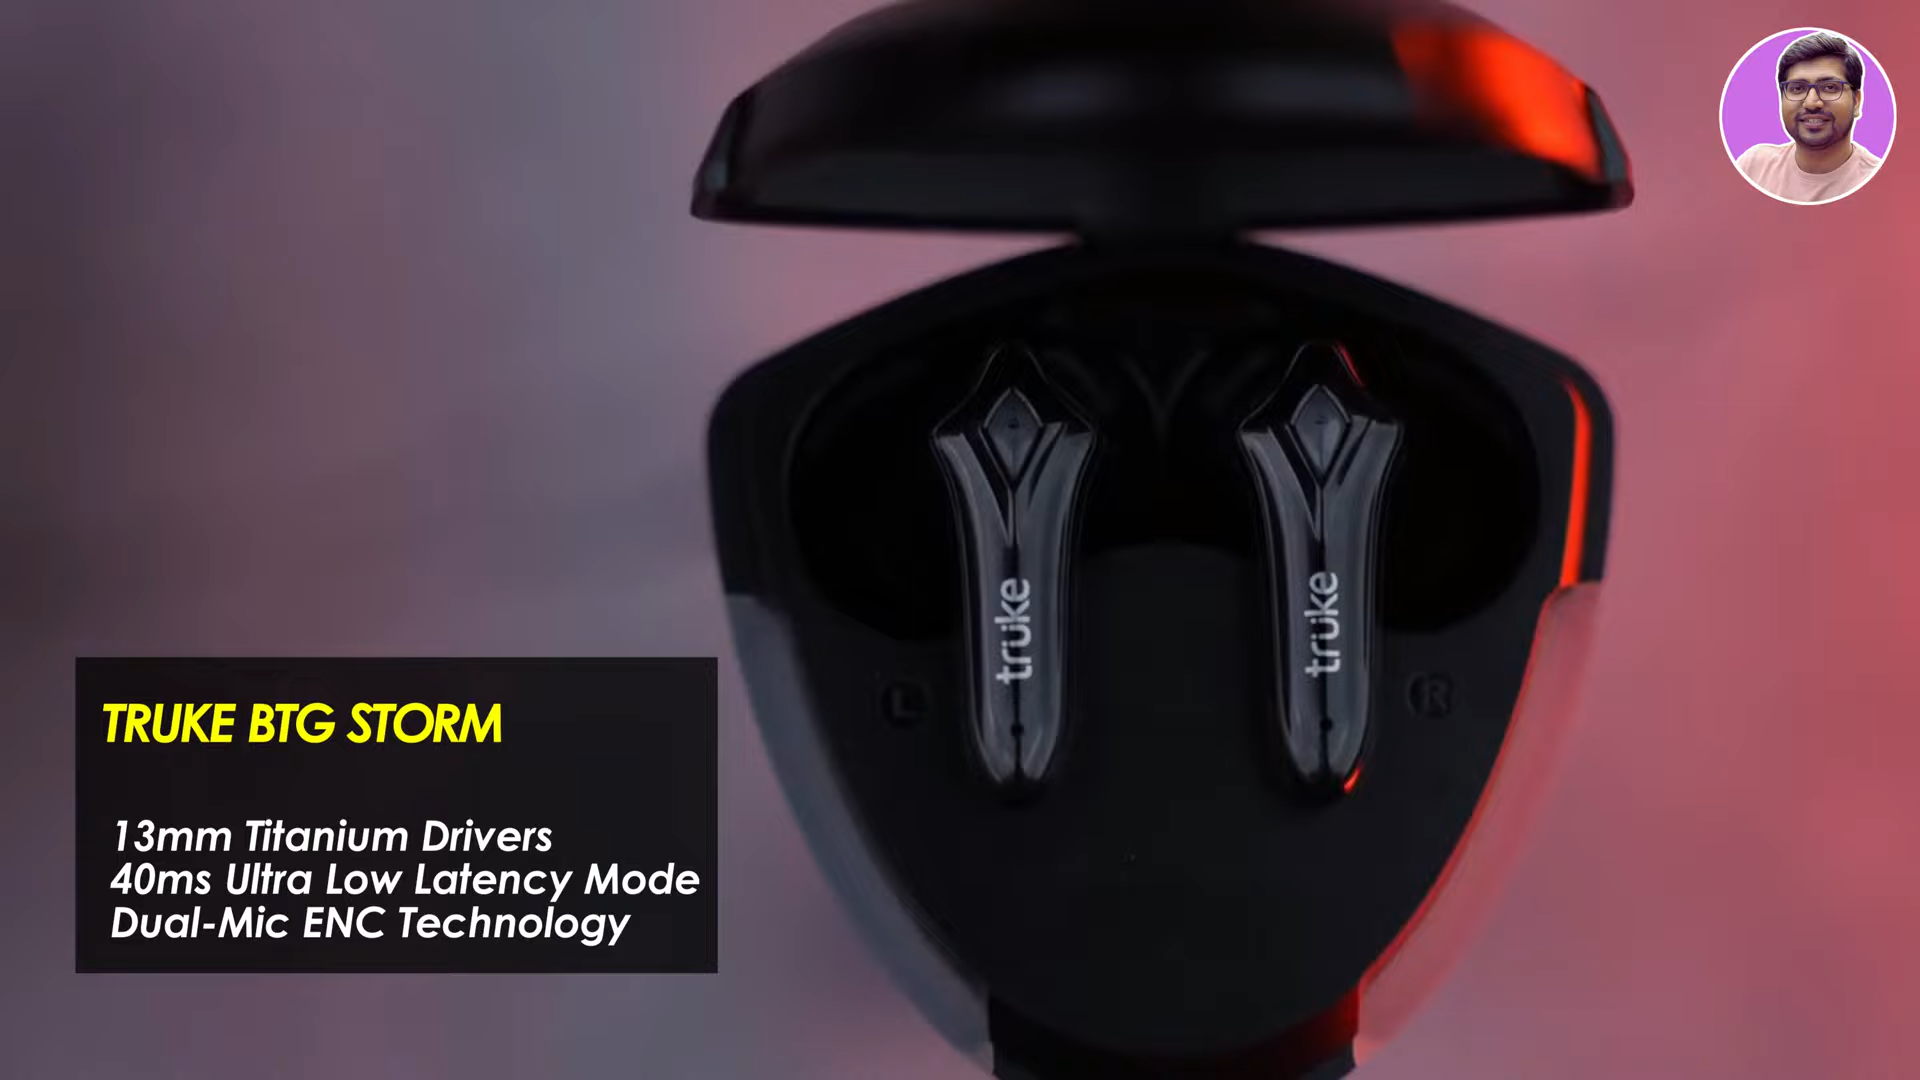 TRUKE BTG STORM
13mm Titanium Drivers
40ms Ultra Low Latency Mode
Dual-Mic ENC Technology
truke
truke
L
R